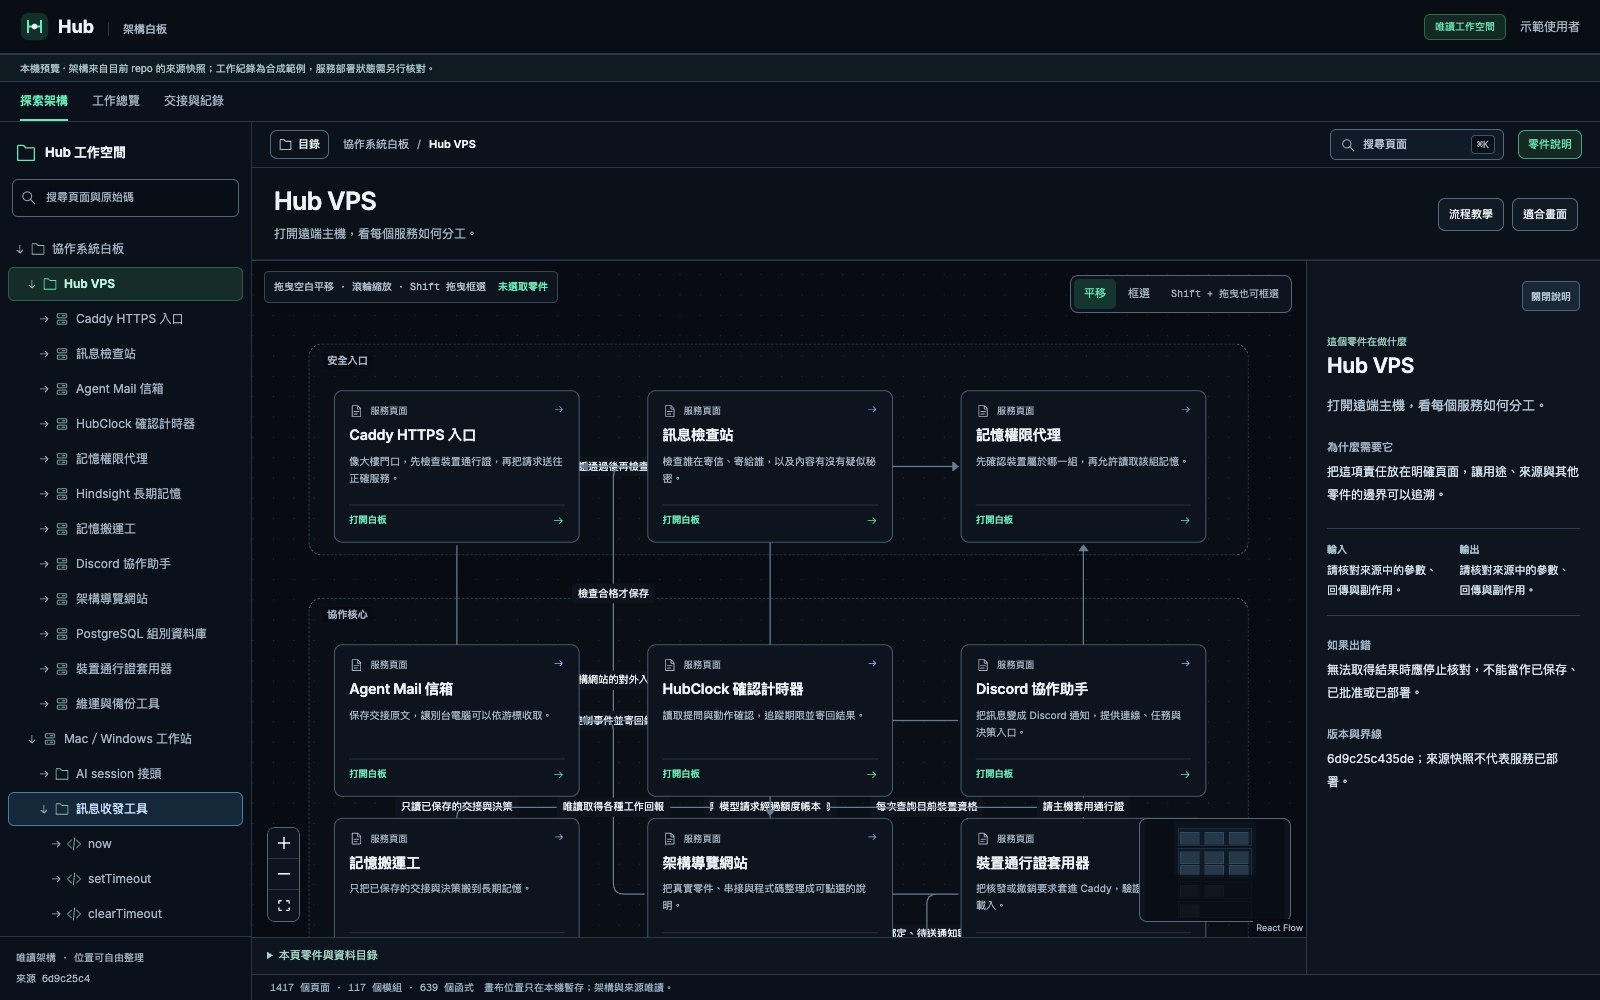 Hub
架構白板
唯讀工作空間
示範使用者
本機預覽 · 架構來自目前 repo 的來源快照；工作紀錄為合成範例，服務部署狀態需另行核對。
探索架構
工作總覽
交接與紀錄
Hub 工作空間
搜尋頁面與原始碼
協作系統白板
Hub VPS
Caddy HTTPS 入口
訊息檢查站
Agent Mail 信箱
HubClock 確認計時器
記憶權限代理
Hindsight 長期記憶
記憶搬運工
Discord 協作助手
架構導覽網站
PostgreSQL 組別資料庫
裝置通行證套用器
維運與備份工具
Mac / Windows 工作站
AI session 接頭
訊息收發工具
now
setTimeout
clearTimeout
唯讀架構 · 位置可自由整理
來源 6d9c25c4
目錄
協作系統白板 / Hub VPS
搜尋頁面
⌘K
零件說明
Hub VPS
打開遠端主機，看每個服務如何分工。
流程教學
適合畫面
拖曳空白平移 · 滾輪縮放 · Shift 拖曳框選 未選取零件
平移
框選
Shift + 拖曳也可框選
安全入口
服務頁面
Caddy HTTPS 入口
像大樓門口，先檢查裝置通行證，再把請求送往
正確服務。
打開白板
通過後再檢查
服務頁面
訊息檢查站
檢查誰在寄信、寄給誰，以及內容有沒有疑似秘
密。
打開白板
服務頁面
記憶權限代理
先確認裝置屬於哪一組，再允許讀取該組記憶。
打開白板
檢查合格才保存
協作核心
服務頁面
Agent Mail 信箱
保存交接原文，讓別台電腦可以依游標收取。
打開白板
構網站的對外入
事件並寄回
服務頁面
HubClock 確認計時器
讀取提問與動作確認，追蹤期限並寄回結果。
打開白板
服務頁面
Discord 協作助手
把訊息變成 Discord 通知，提供連線、任務與
決策入口。
打開白板
只讀已保存的交接與決策
唯讀取得各種工作回報
模型請求經過額度帳本
每次查詢目前裝置資格
請主機套用通行證
服務頁面
記憶搬運工
只把已保存的交接與決策搬到長期記憶。
服務頁面
架構導覽網站
把真實零件、串接與程式碼整理成可點選的說
明。
服務頁面
裝置通行證套用器
把核發或撤銷要求套進 Caddy，驗證
載入。
定、待送通知
React Flow
本頁零件與資料目錄
1417 個頁面 · 117 個模組 · 639 個函式 畫布位置只在本機暫存；架構與來源唯讀。
關閉說明
這個零件在做什麼
Hub VPS
打開遠端主機，看每個服務如何分工。
為什麼需要它
把這項責任放在明確頁面，讓用途、來源與其他
零件的邊界可以追溯。
輸入
請核對來源中的參數、
回傳與副作用。
輸出
請核對來源中的參數、
回傳與副作用。
如果出錯
無法取得結果時應停止核對，不能當作已保存、
已批准或已部署。
版本與界線
6d9c25c435de；來源快照不代表服務已部
署。